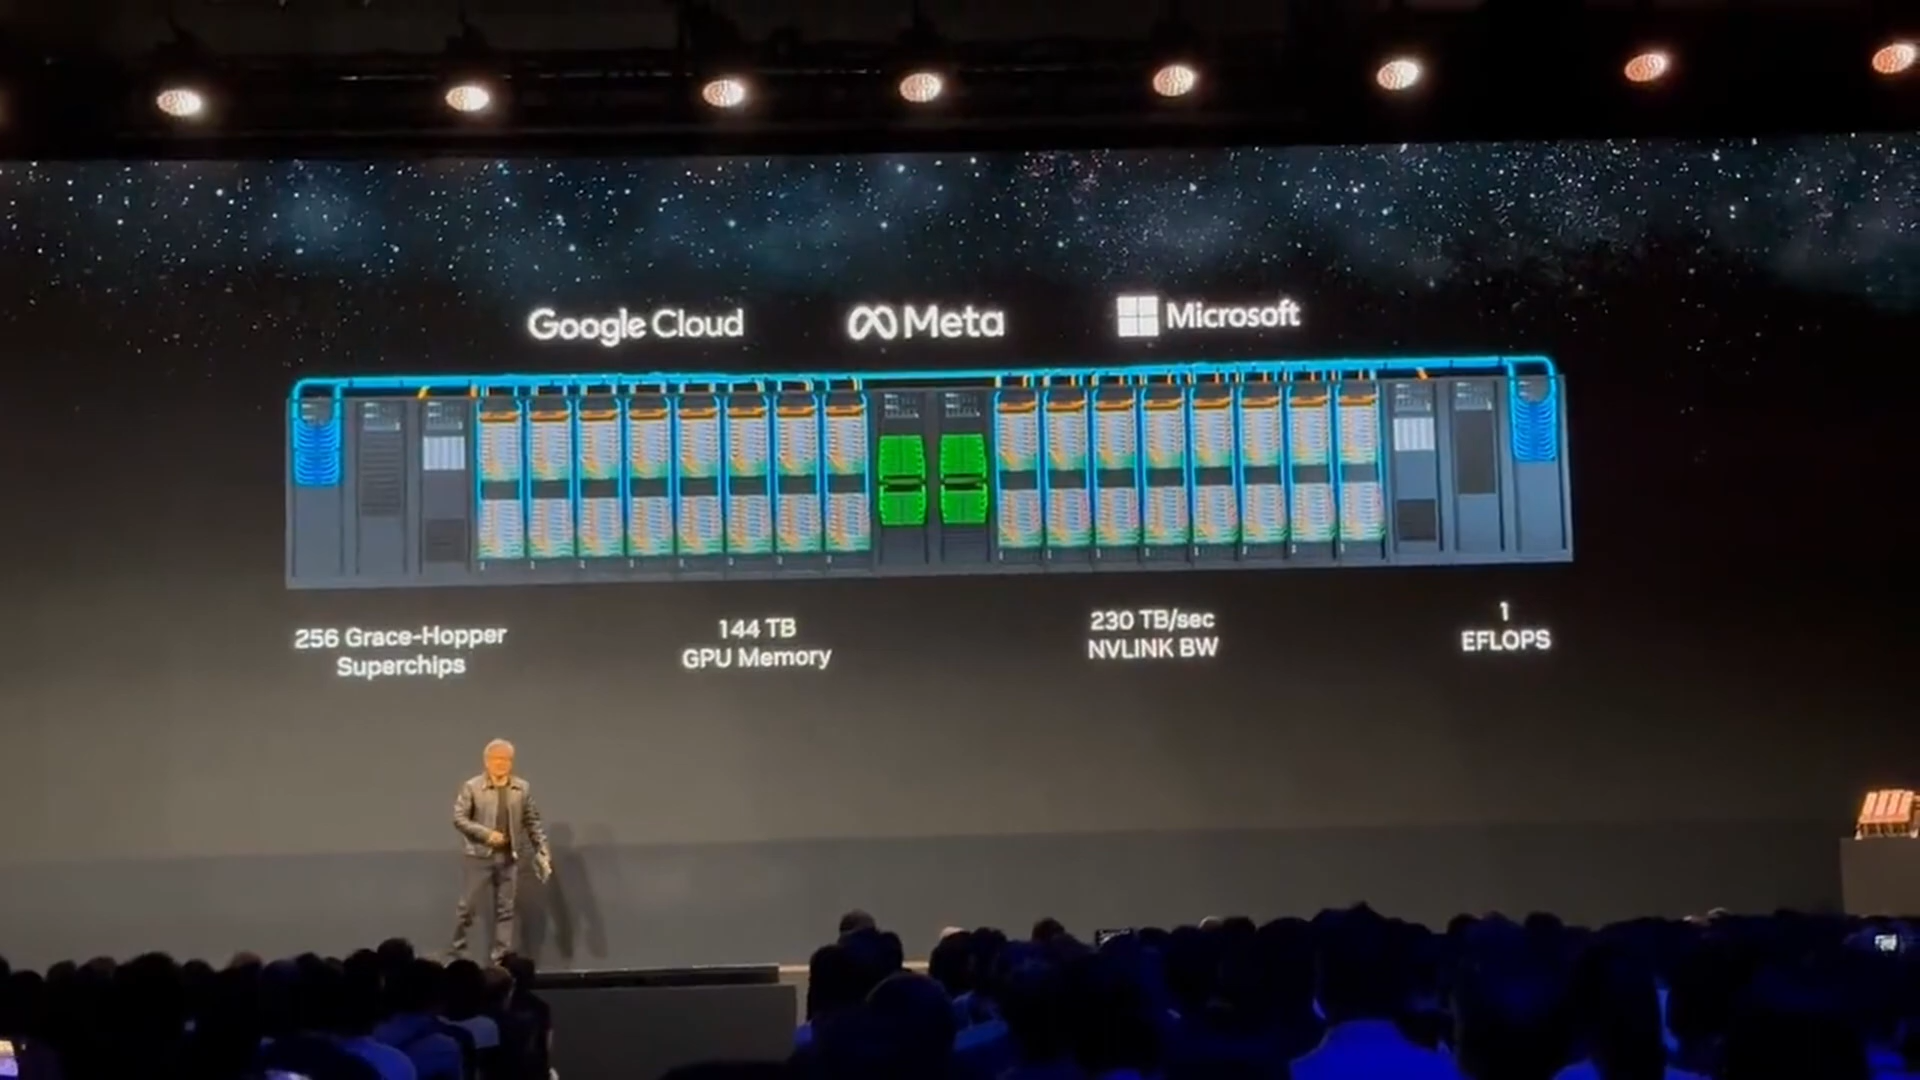 Google Cloud
Meta
Microsoft
256 Grace-Hopper
Superchips
144 TB
GPU Memory
230 TB/sec
NVLINK BW
1
EFLOPS